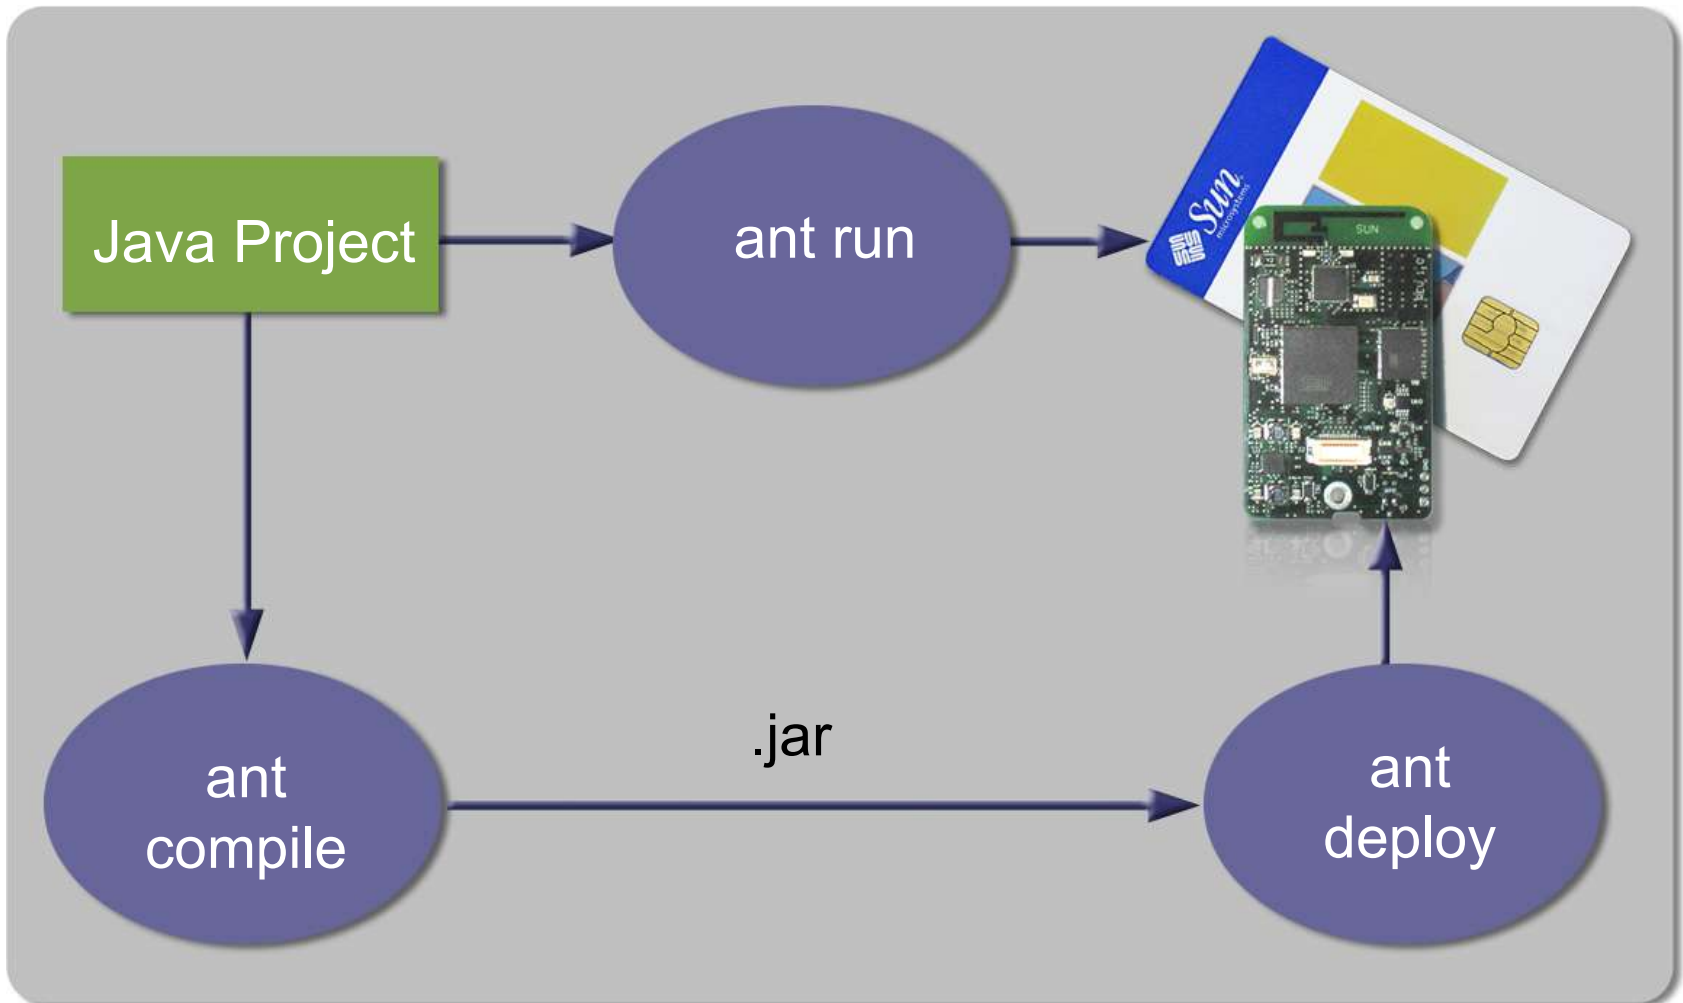 Java Project
ant run
Sun
microsystems
SUN
.jar
ant
compile
ant
deploy